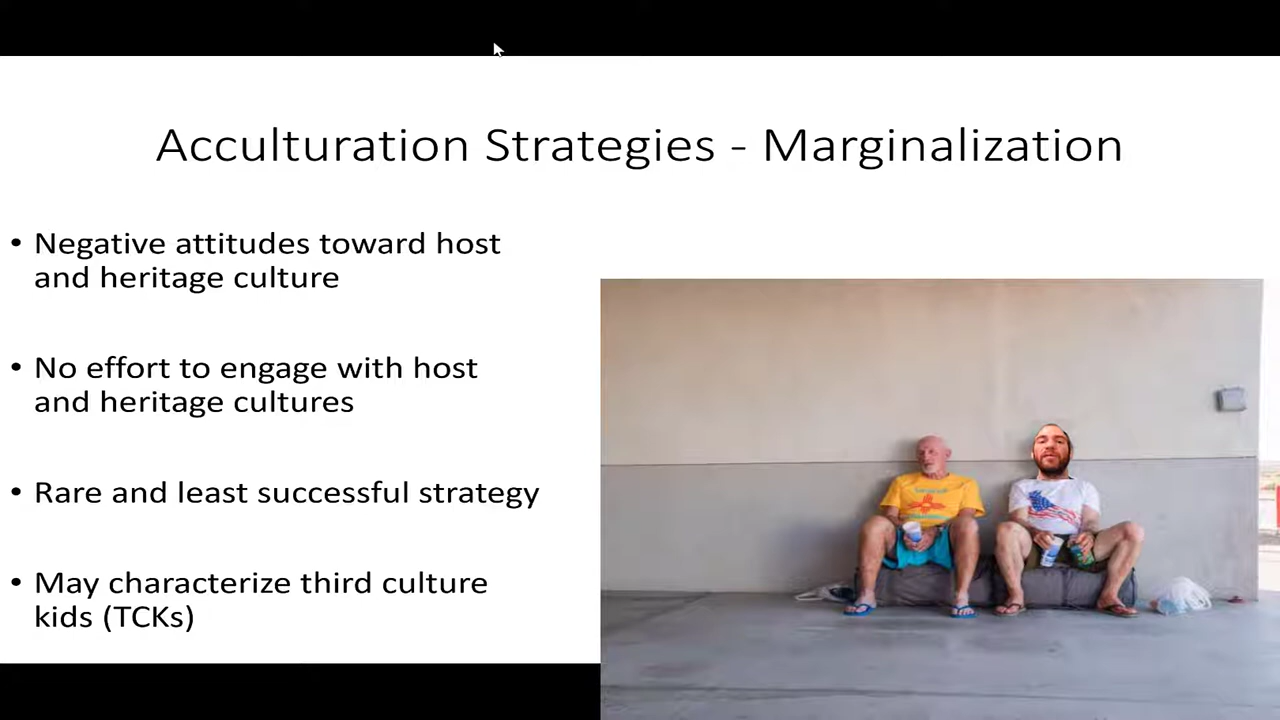 Acculturation Strategies - Marginalization
• Negative attitudes toward host
and heritage culture
• No effort to engage with host
and heritage cultures
• Rare and least successful strategy
• May characterize third culture
kids (TCKs)